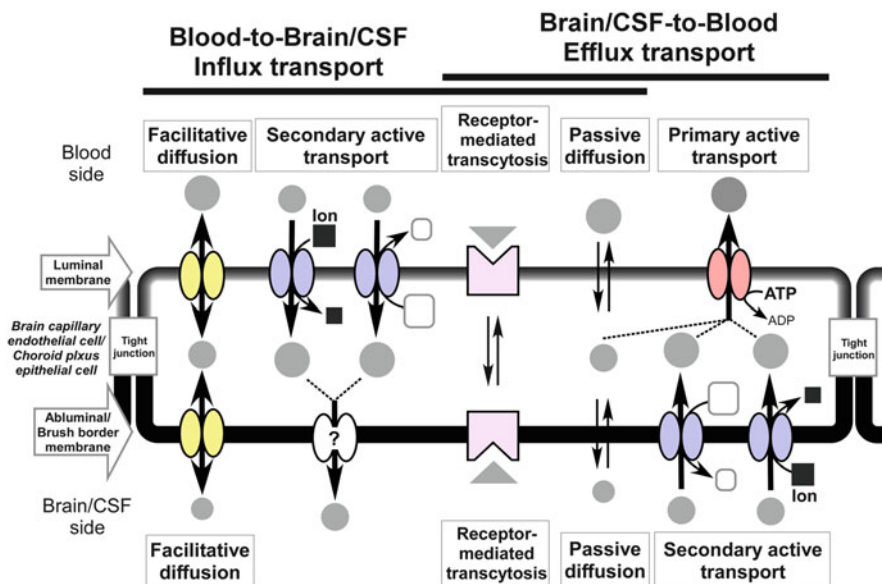 Blood-to-Brain/CSF
Influx transport
Brain/CSF-to-Blood
Efflux transport
Blood
side
Facilitative
diffusion
Secondary active
transport
Receptor-
mediated
transcytosis
Passive
diffusion
Primary active
transport
Ion
Luminal
membrane
ATP
ADP
Brain capillary
endothelial cell/
Choroid plxus
epithelial cell
Tight
junction
Tight
junction
Abluminal/
Brush border
membrane
?
Ion
Brain/CSF
side
Facilitative
diffusion
Receptor-
mediated
transcytosis
Passive
diffusion
Secondary active
transport